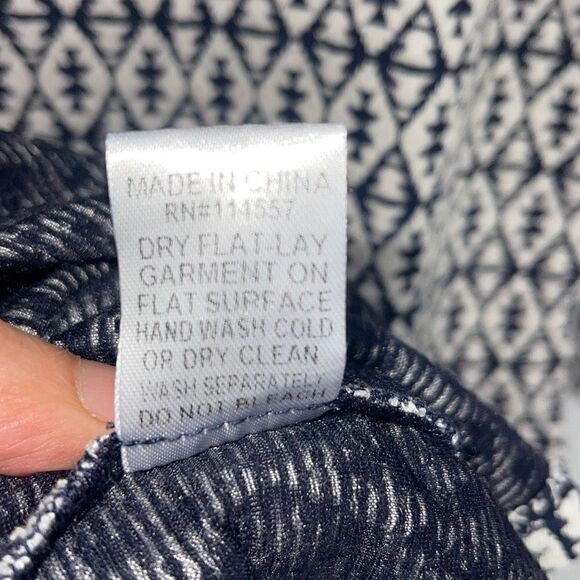 MADE IN CHINA
RN#114557
DRY FLAT-LAY
GARMENT ON
FLAT SURFACE
HAND WASH COLD
OR DRY CLEAN
WASH SEPARATELY
DO NOT BLEACH